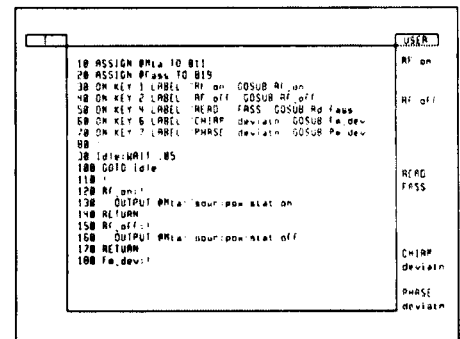 USER
10 ASSIGN @Mta TO 811
20 ASSIGN @Fass TO 819
30 ON KEY 1 LABEL "RF on" GOSUB Rf_on
40 ON KEY 2 LABEL "RF off" GOSUB Rf_off
50 ON KEY 5 LABEL "READ FASS" GOSUB Rd_fass
60 ON KEY 6 LABEL "CHIRP deviatn" GOSUB Fm_dev
70 ON KEY 7 LABEL "PHASE deviatn" GOSUB Pm_dev
80 !
90 Idle:WAIT .05
100 GOTO Idle
110 !
120 Rf_on:!
130 OUTPUT @Mta;"sour:pow:stat on"
140 RETURN
150 Rf_off:!
160 OUTPUT @Mta;"sour:pow:stat off"
170 RETURN
180 Fm_dev:!
RF on
RF off
READ
FASS
CHIRP
deviatn
PHASE
deviatn